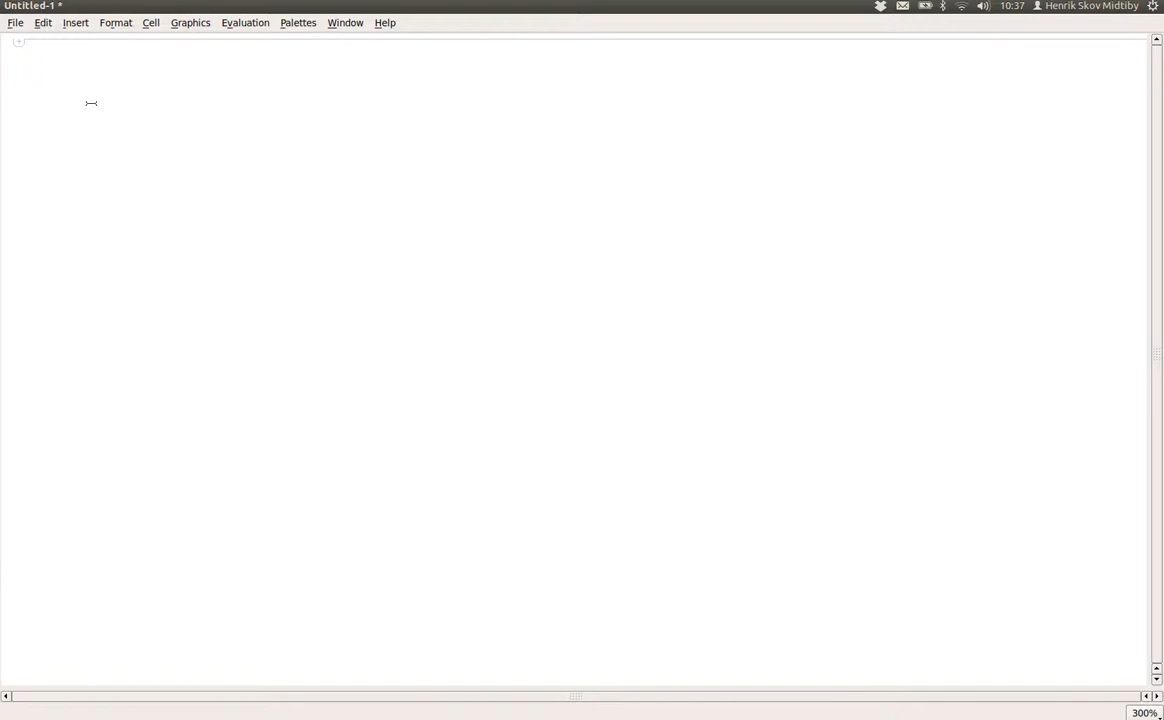 Untitled-1 *
10:37 Henrik Skov Midtiby
File Edit Insert Format Cell Graphics Evaluation Palettes Window Help
300%